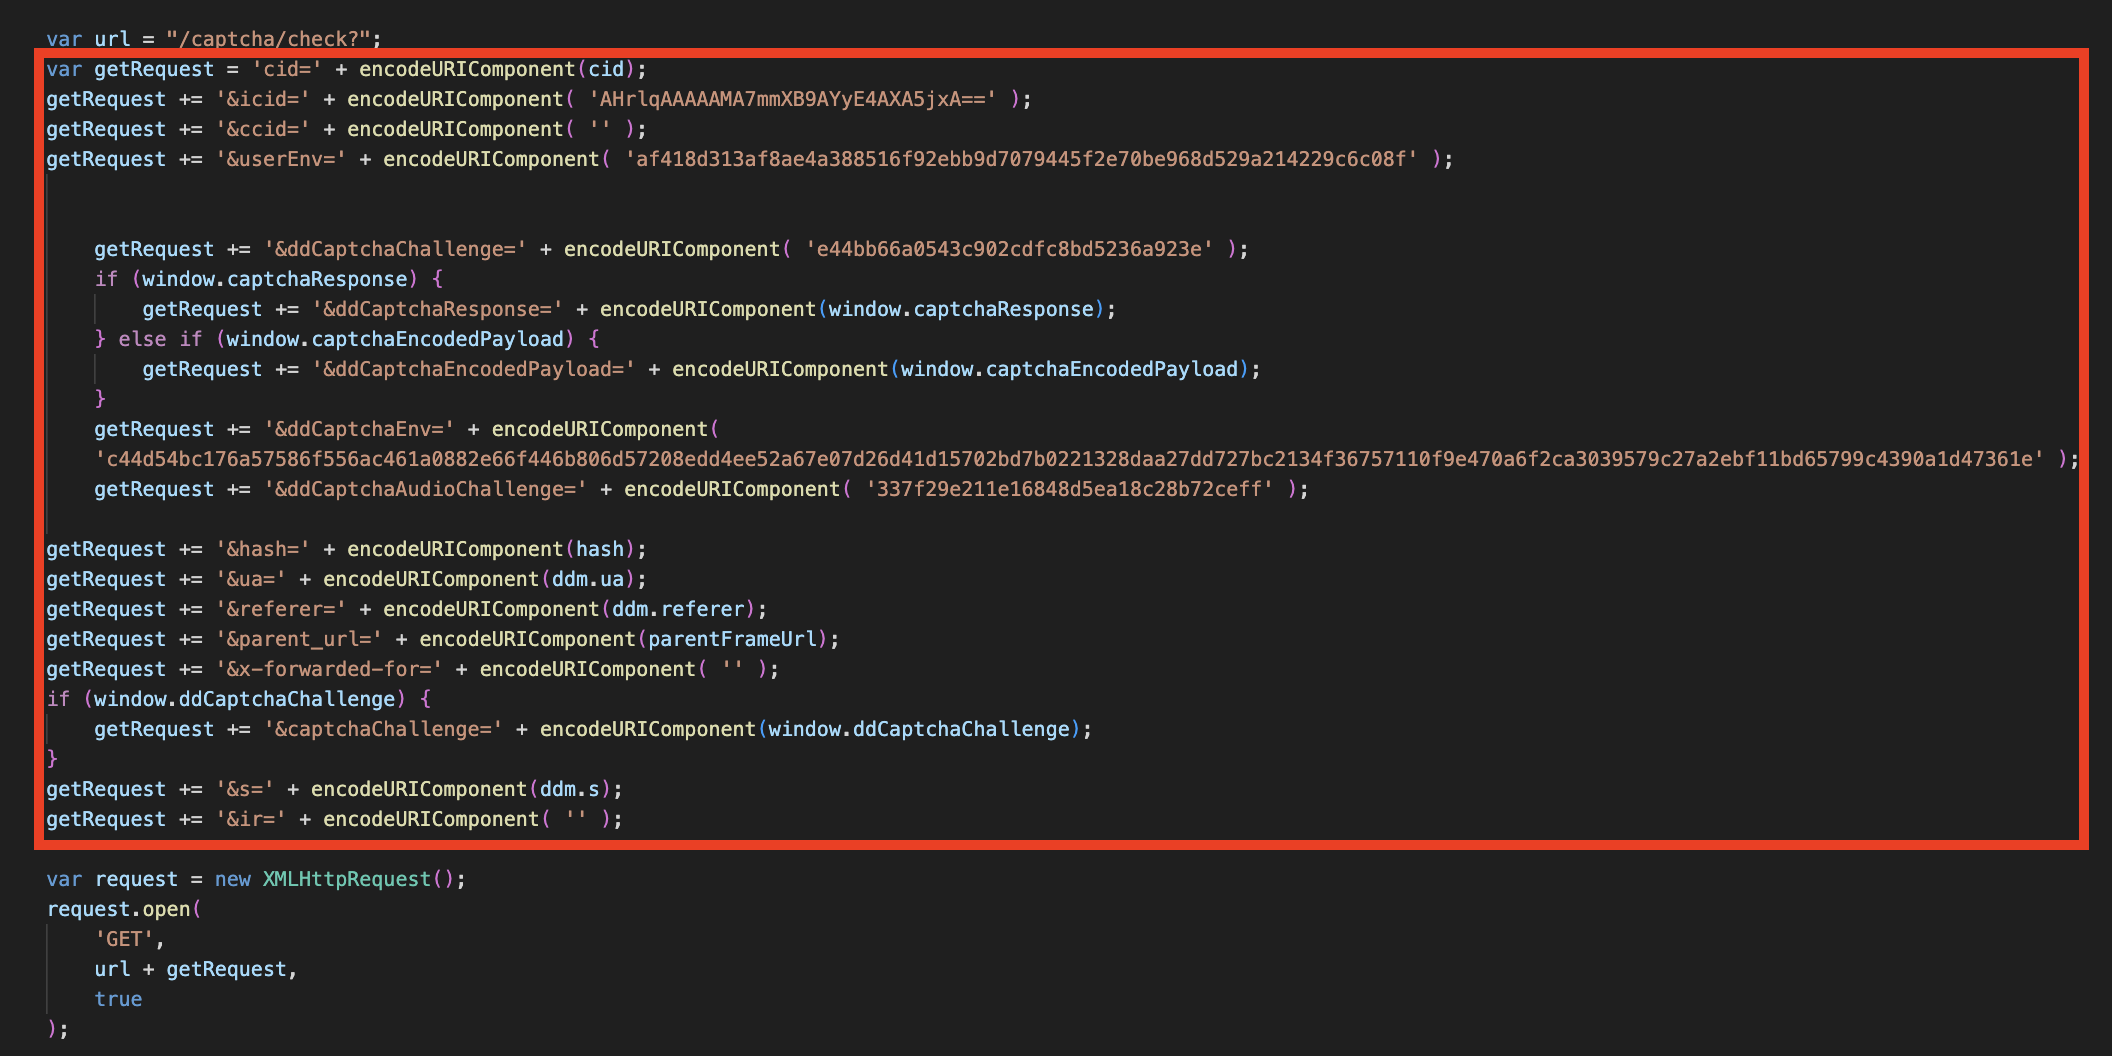 var url = "/captcha/check?";
var getRequest = 'cid=' + encodeURIComponent(cid);
getRequest += '&icid=' + encodeURIComponent( 'AHrlqAAAAAMA7mmXB9AYyE4AXA5jxA==' );
getRequest += '&ccid=' + encodeURIComponent( '' );
getRequest += '&userEnv=' + encodeURIComponent( 'af418d313af8ae4a388516f92ebb9d7079445f2e70be968d529a214229c6c08f' );
getRequest += '&ddCaptchaChallenge=' + encodeURIComponent( 'e44bb66a0543c902cdfc8bd5236a923e' );
if (window.captchaResponse) {
getRequest += '&ddCaptchaResponse=' + encodeURIComponent(window.captchaResponse);
} else if (window.captchaEncodedPayload) {
getRequest += '&ddCaptchaEncodedPayload=' + encodeURIComponent(window.captchaEncodedPayload);
}
getRequest += '&ddCaptchaEnv=' + encodeURIComponent(
'c44d54bc176a57586f556ac461a0882e66f446b806d57208edd4ee52a67e07d26d41d15702bd7b0221328daa27dd727bc2134f36757110f9e470a6f2ca3039579c27a2ebf11bd65799c4390a1d47361e' );
getRequest += '&ddCaptchaAudioChallenge=' + encodeURIComponent( '337f29e211e16848d5ea18c28b72ceff' );
getRequest += '&hash=' + encodeURIComponent(hash);
getRequest += '&ua=' + encodeURIComponent(ddm.ua);
getRequest += '&referer=' + encodeURIComponent(ddm.referer);
getRequest += '&parent_url=' + encodeURIComponent(parentFrameUrl);
getRequest += '&x-forwarded-for=' + encodeURIComponent( '' );
if (window.ddCaptchaChallenge) {
getRequest += '&captchaChallenge=' + encodeURIComponent(window.ddCaptchaChallenge);
}
getRequest += '&s=' + encodeURIComponent(ddm.s);
getRequest += '&ir=' + encodeURIComponent( '' );
var request = new XMLHttpRequest();
request.open(
'GET',
url + getRequest,
true
);